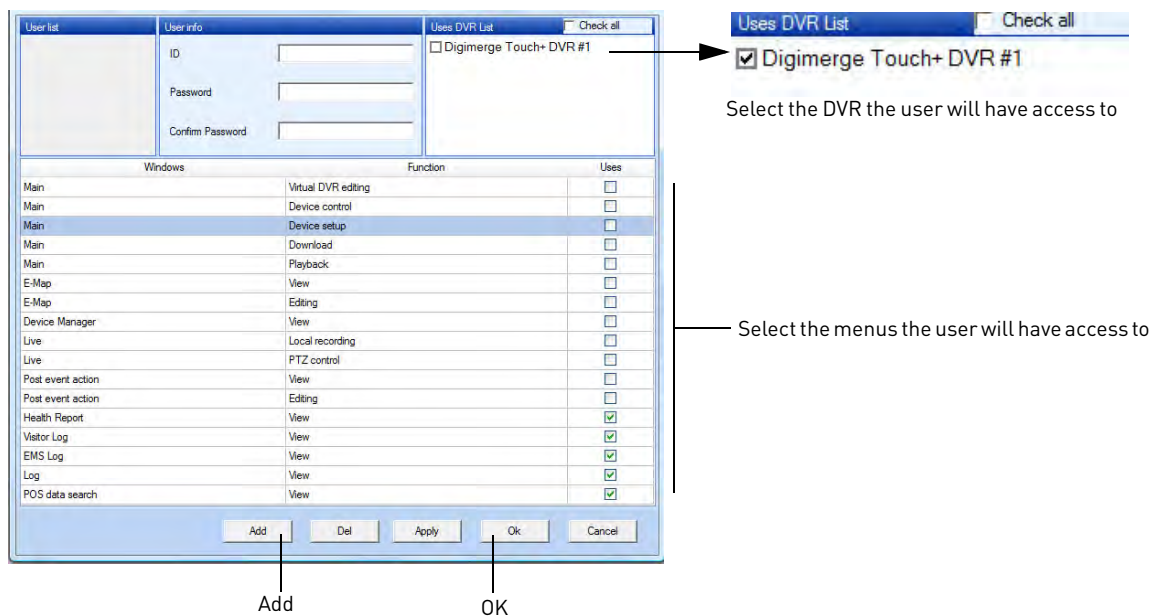 User list User info Uses DVR List Check all
ID
Digimerge Touch+ DVR #1
Password
Confirm Password
Uses DVR List Check all
Digimerge Touch+ DVR #1
Select the DVR the user will have access to
Windows Function Uses
Main Virtual DVR editing
Main Device control
Main Device setup
Main Download
Main Playback
E-Map View
E-Map Editing
Device Manager View
Live Local recording
Live PTZ control
Post event action View
Post event action Editing
Health Report View
Visitor Log View
EMS Log View
Log View
POS data search View
Select the menus the user will have access to
Add Del Apply Ok Cancel
Add OK